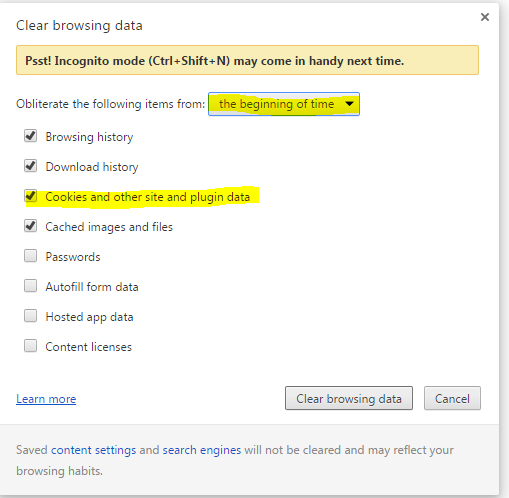 Clear browsing data
Psst! Incognito mode (Ctrl+Shift+N) may come in handy next time.
Obliterate the following items from: the beginning of time
Browsing history
Download history
Cookies and other site and plugin data
Cached images and files
Passwords
Autofill form data
Hosted app data
Content licenses
Learn more Clear browsing data Cancel
Saved content settings and search engines will not be cleared and may reflect your
browsing habits.